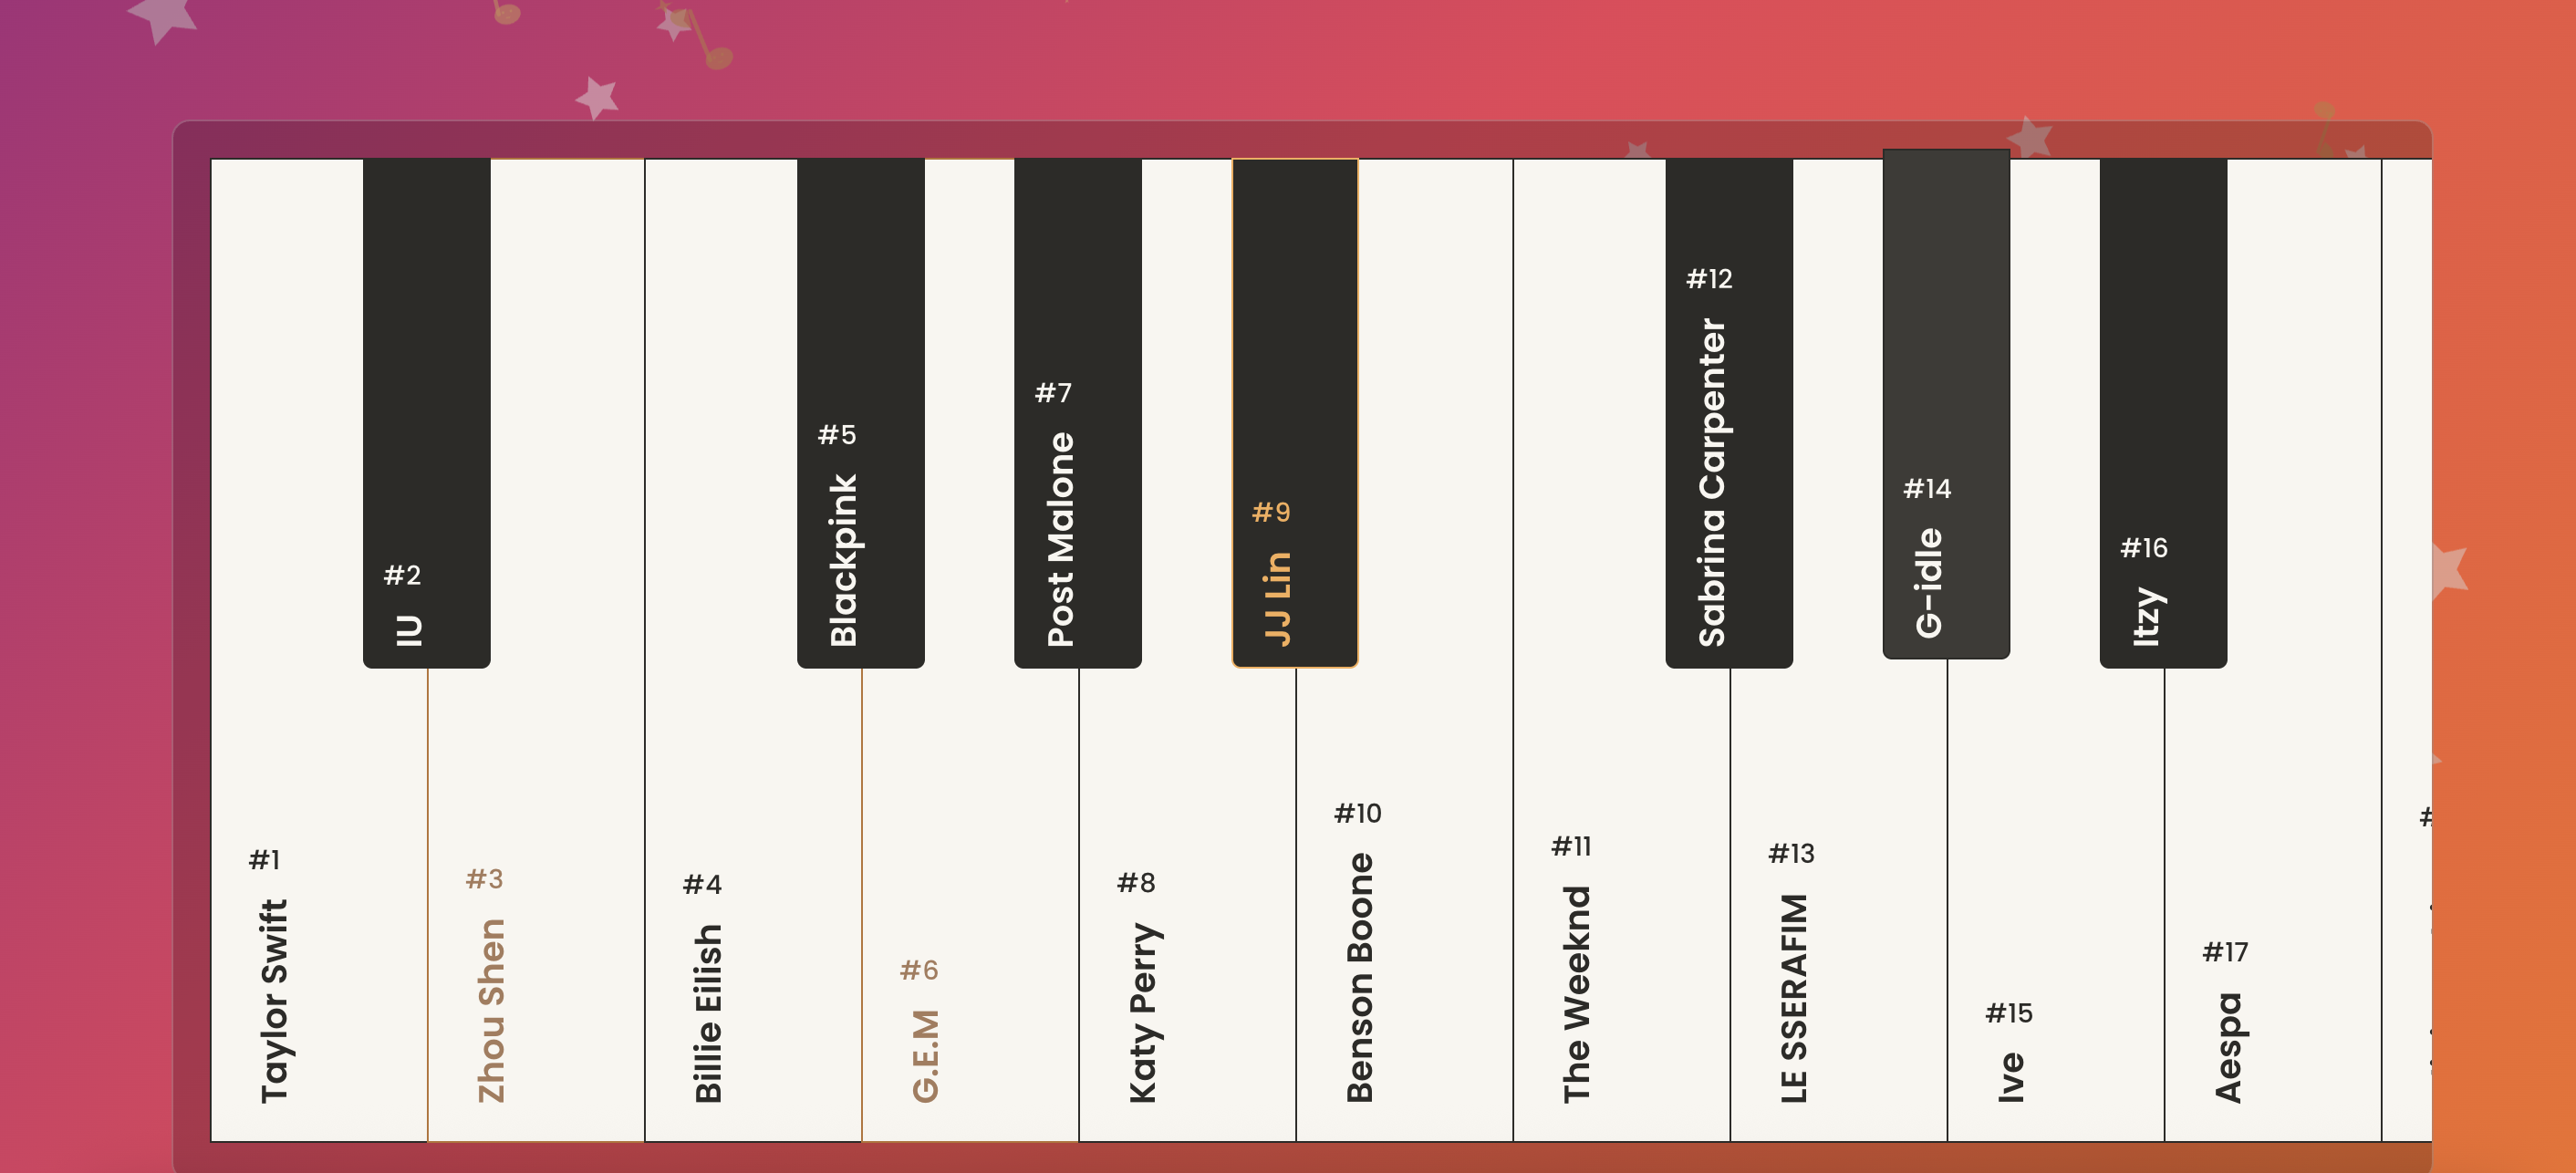 #1
Taylor Swift
#2
IU
#3
Zhou Shen
#4
Billie Eilish
#5
Blackpink
#6
G.E.M
#7
Post Malone
#8
Katy Perry
#9
JJ Lin
#10
Benson Boone
#11
The Weeknd
#12
Sabrina Carpenter
#13
LE SSERAFIM
#14
G-idle
#15
Ive
#16
Itzy
#17
Aespa